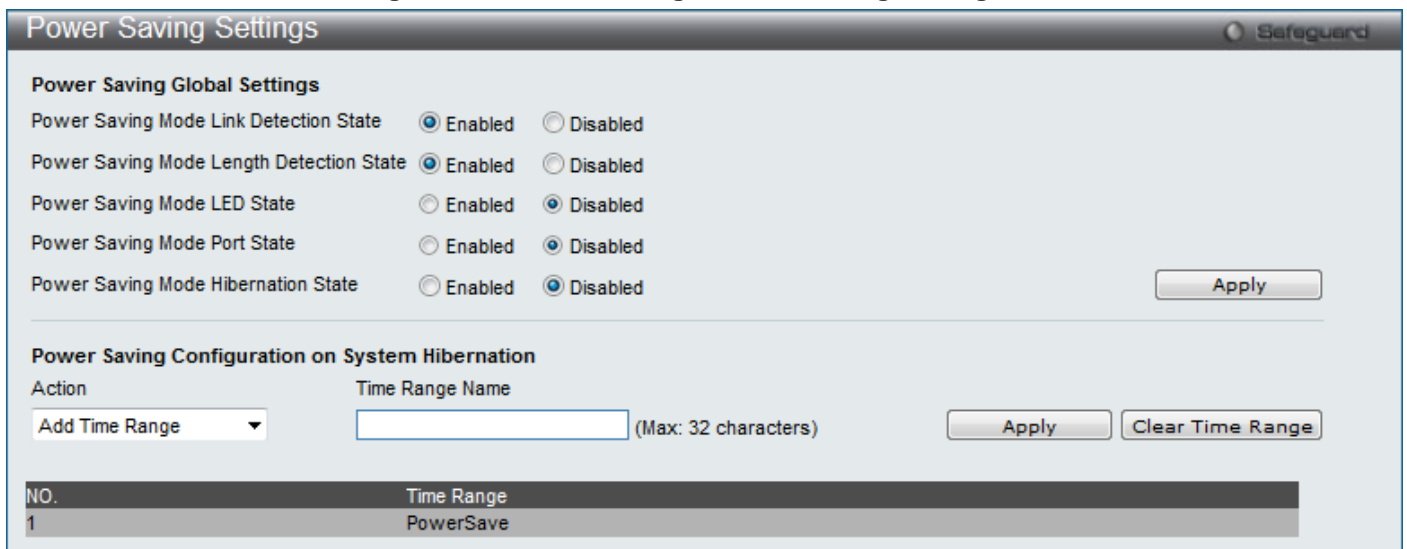 Power Saving Settings
Safeguard
Power Saving Global Settings
Power Saving Mode Link Detection State Enabled Disabled
Power Saving Mode Length Detection State Enabled Disabled
Power Saving Mode LED State Enabled Disabled
Power Saving Mode Port State Enabled Disabled
Power Saving Mode Hibernation State Enabled Disabled
Apply
Power Saving Configuration on System Hibernation
Action Time Range Name
Add Time Range (Max: 32 characters) Apply Clear Time Range
NO. Time Range
1 PowerSave